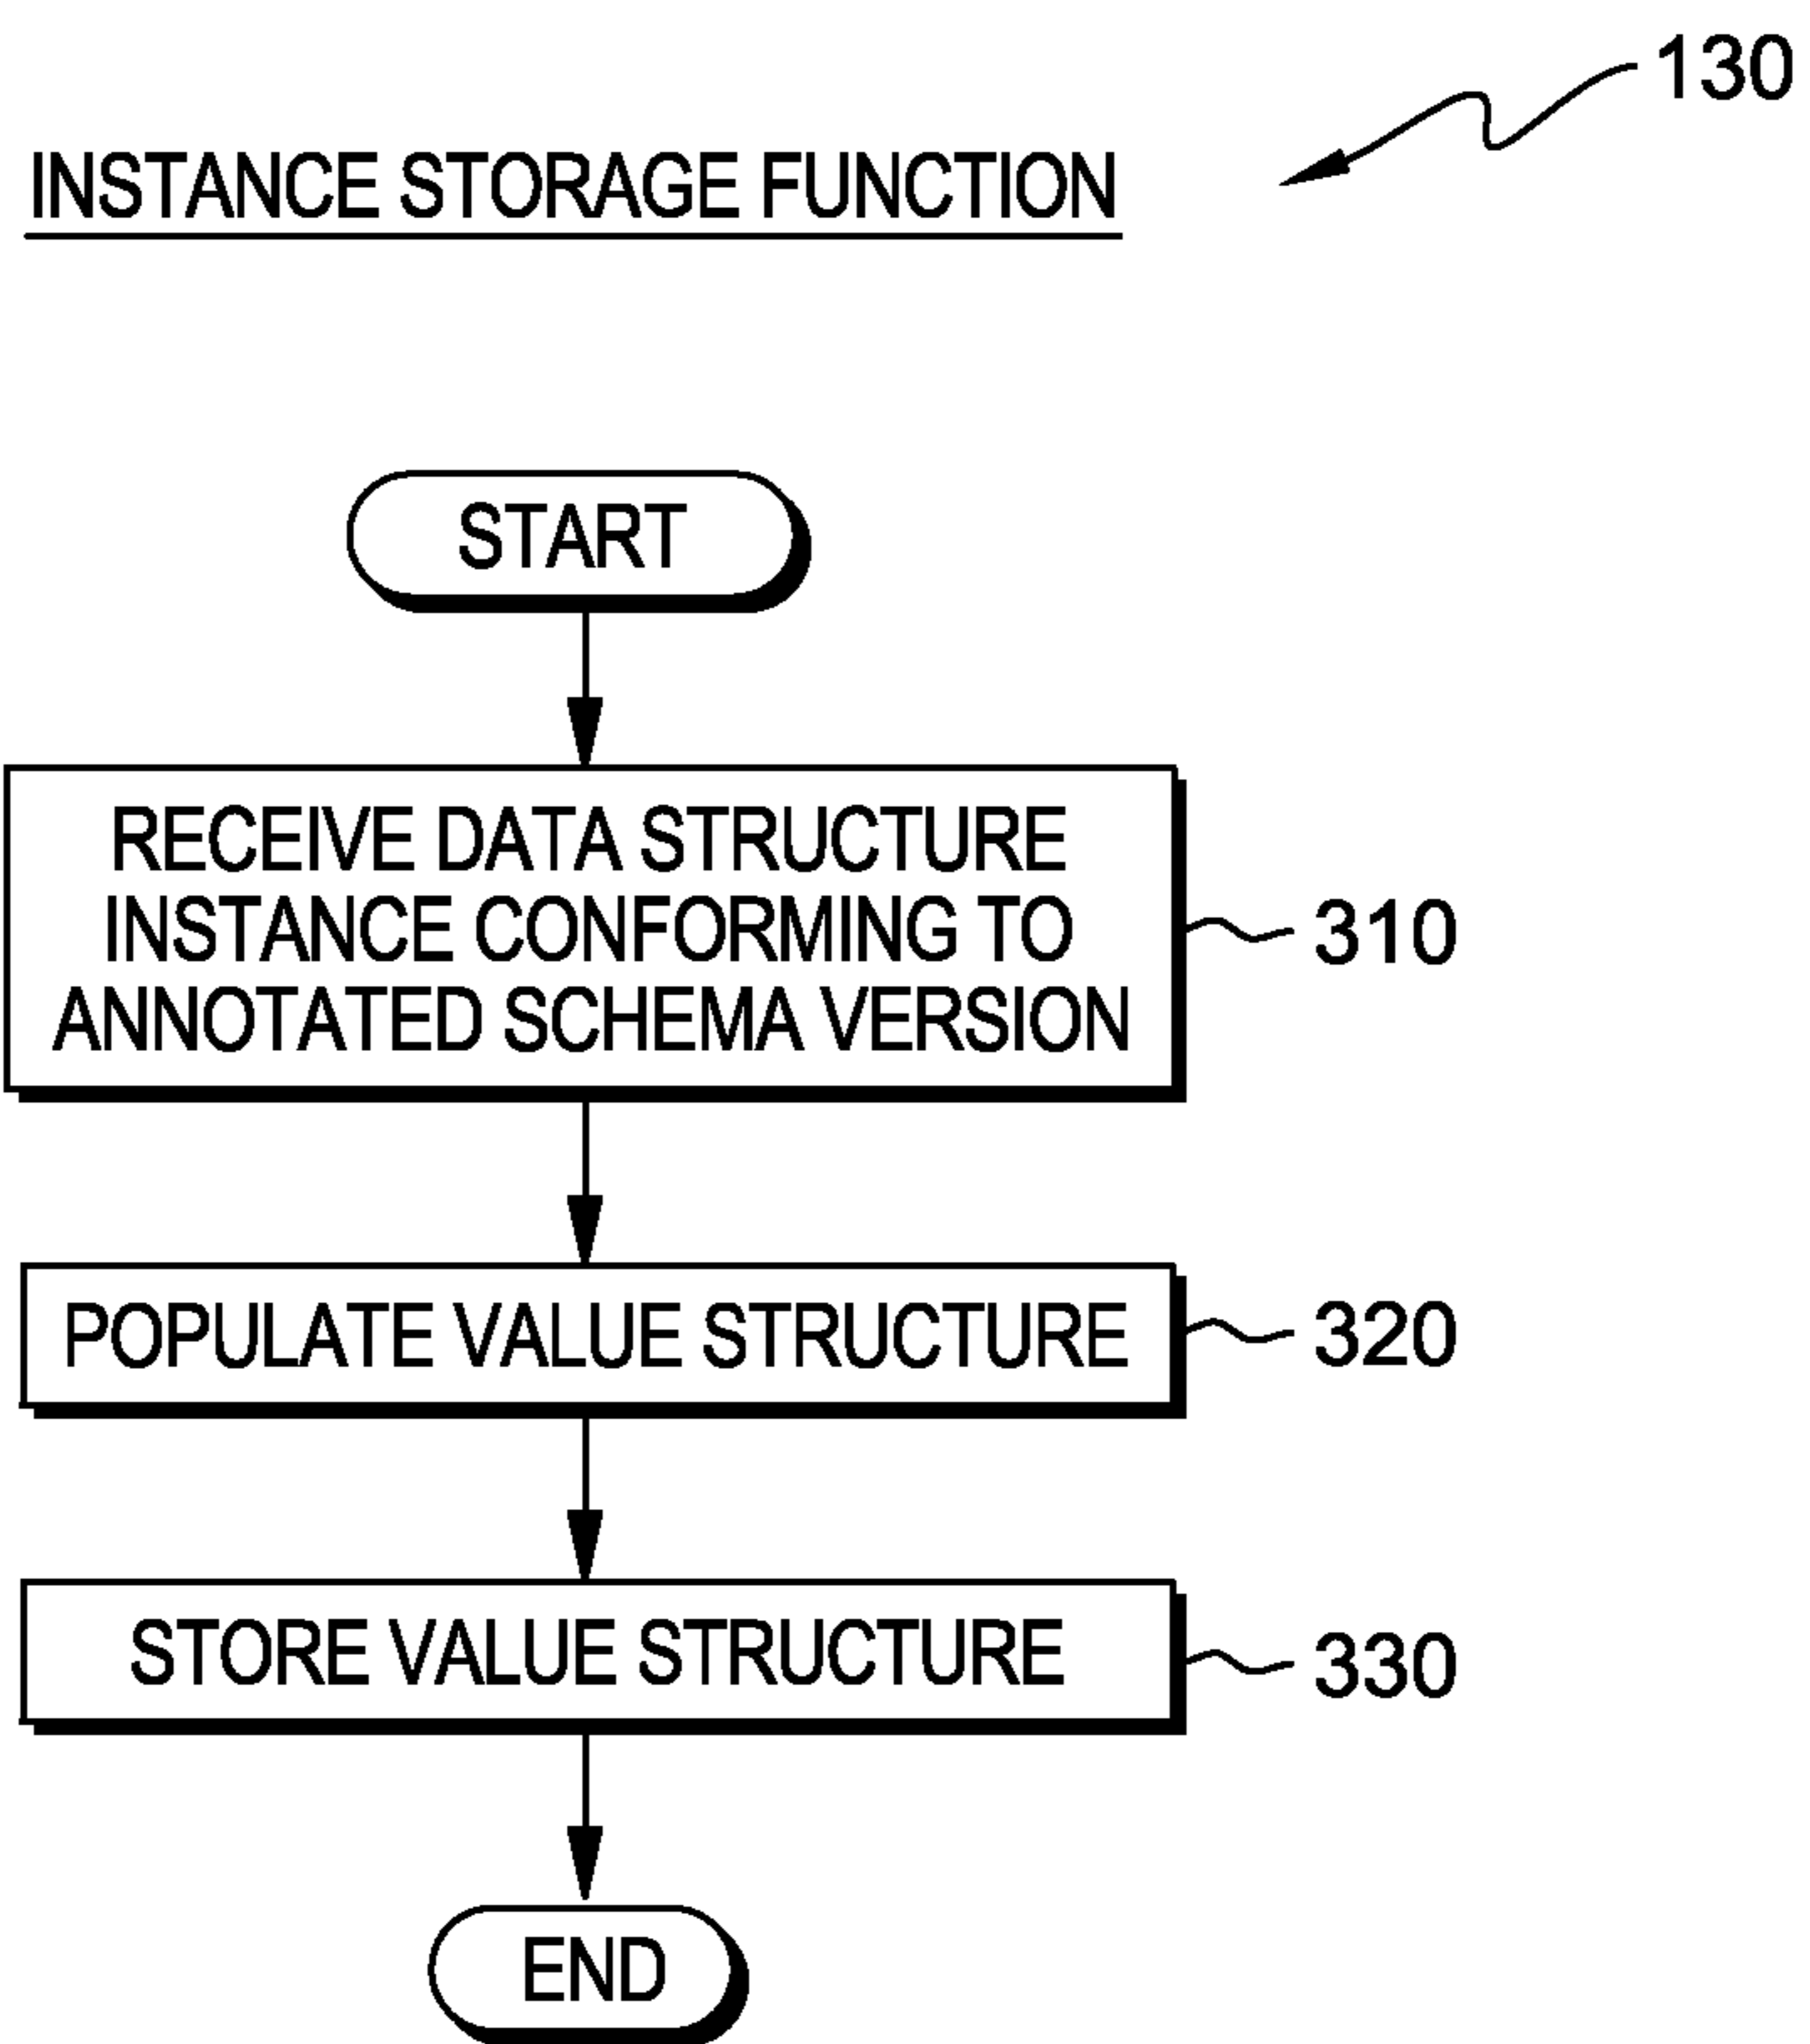 130
INSTANCE STORAGE FUNCTION
START
RECEIVE DATA STRUCTURE
INSTANCE CONFORMING TO
ANNOTATED SCHEMA VERSION
310
POPULATE VALUE STRUCTURE
320
STORE VALUE STRUCTURE
330
END